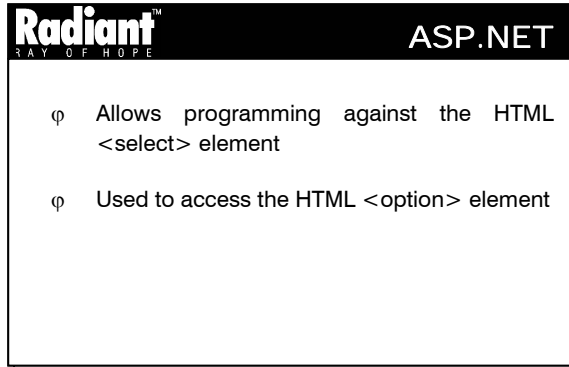 Radiant™
RAY OF HOPE
ASP.NET
φ Allows programming against the HTML
<select> element
φ Used to access the HTML <option> element